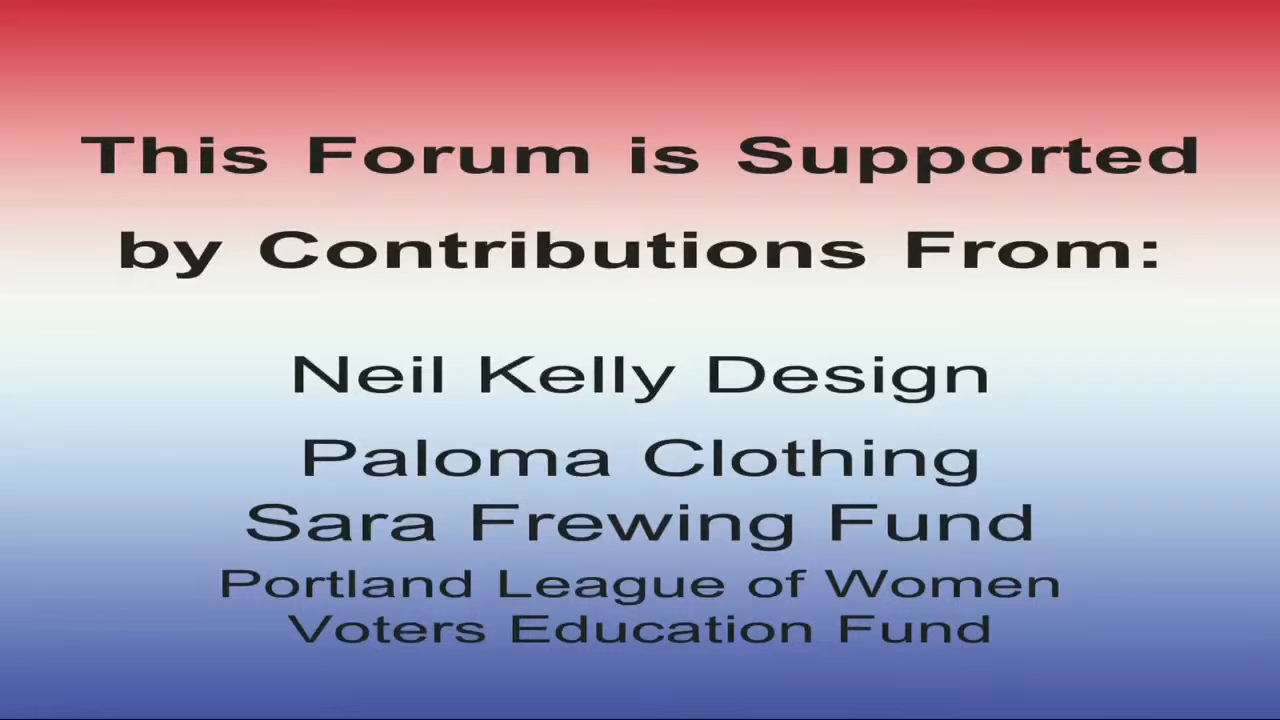 This Forum is Supported
by Contributions From:
Neil Kelly Design
Paloma Clothing
Sara Frewing Fund
Portland League of Women
Voters Education Fund